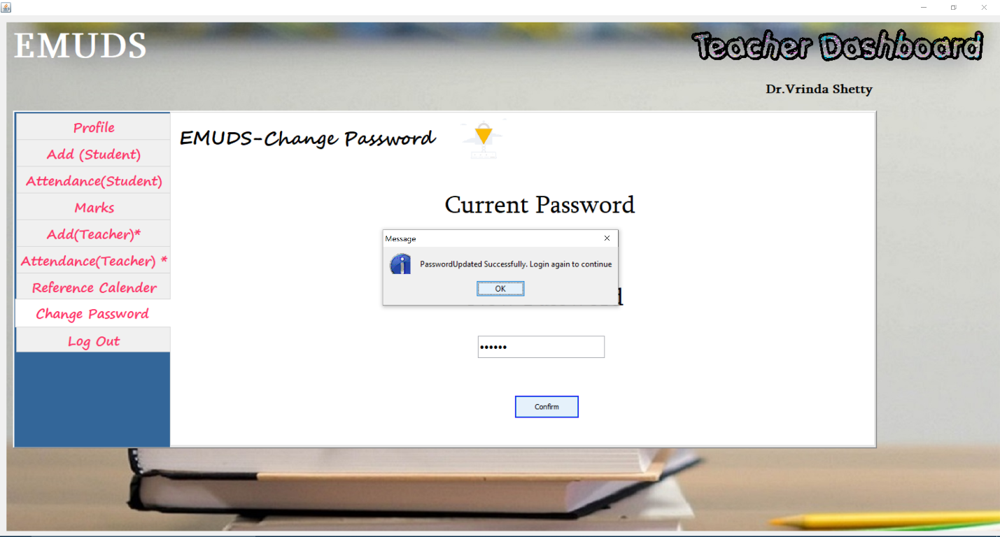 EMUDS
Teacher Dashboard
Dr.Vrinda Shetty
Profile
Add (Student)
Attendance(Student)
Marks
Add(Teacher)*
Attendance(Teacher) *
Reference Calender
Change Password
Log Out
EMUDS-Change Password
Current Password
Message
PasswordUpdated Successfully. Login again to continue
OK
Confirm